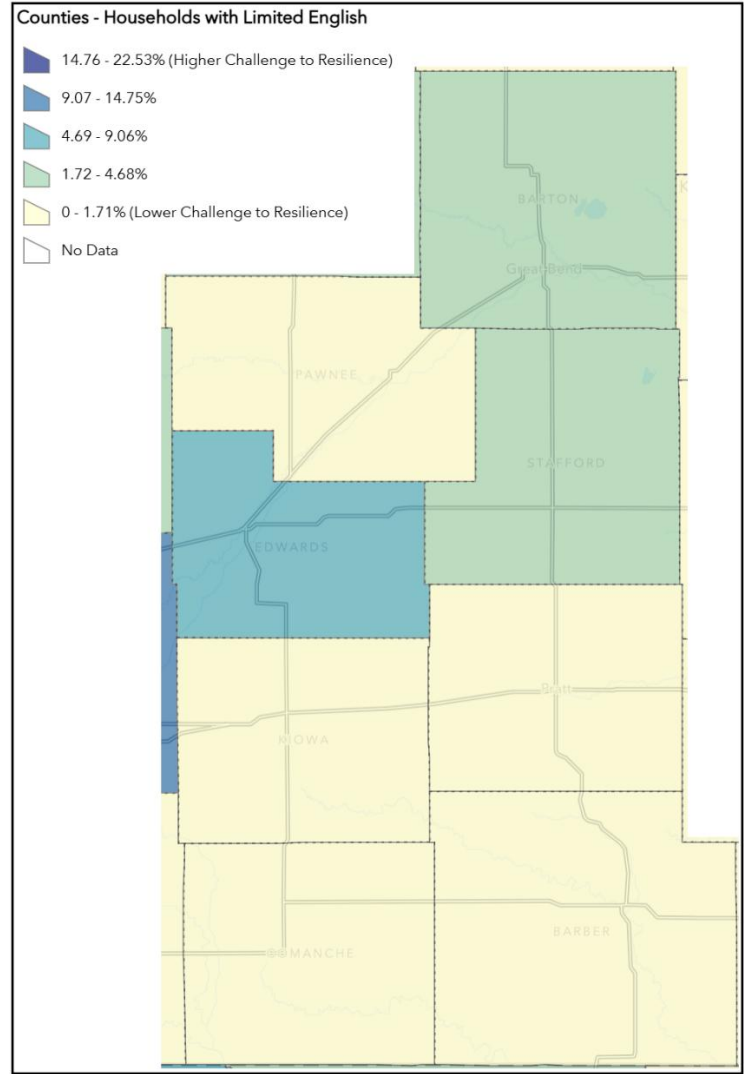 Counties - Households with Limited English
14.76 - 22.53% (Higher Challenge to Resilience)
9.07 - 14.75%
4.69 - 9.06%
1.72 - 4.68%
0 - 1.71% (Lower Challenge to Resilience)
No Data
BARTON
K
Great Bend
PAWNEE
STAFFORD
EDWARDS
Pratt
KIOWA
BARBER
COMANCHE